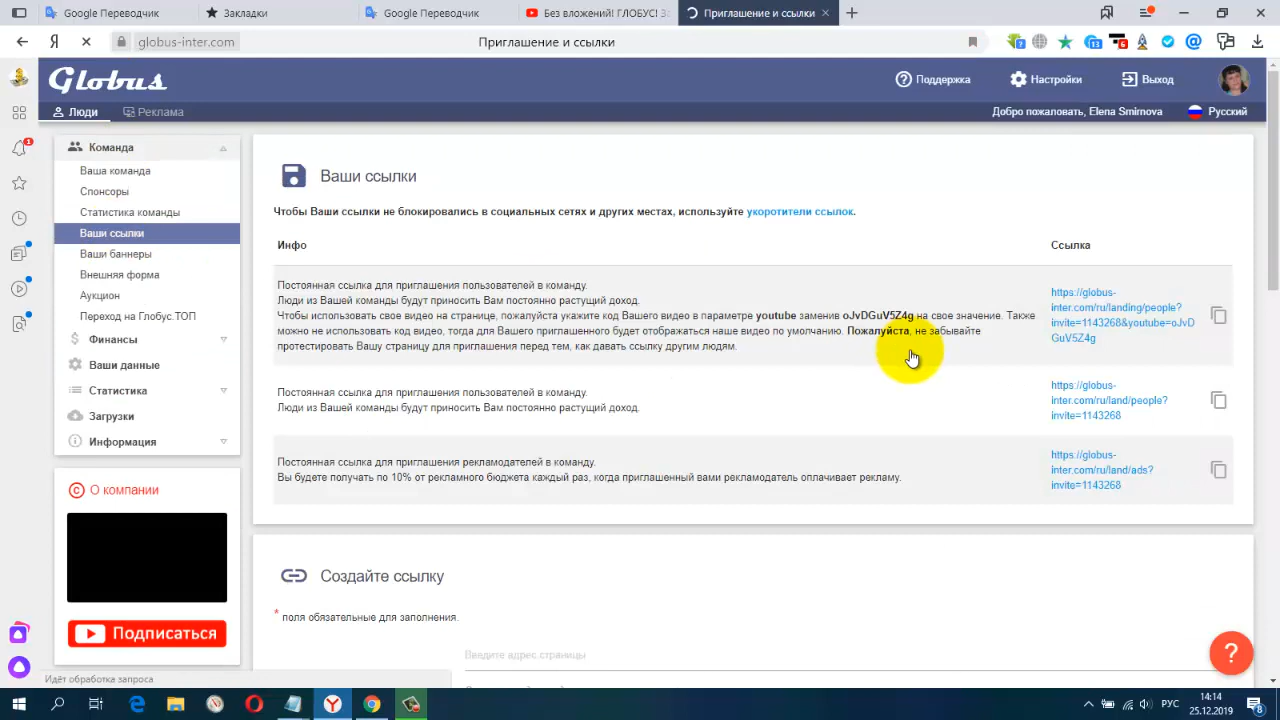 Google Переводчик
Закладки
Google Переводчик
Без вложений! ГЛОБУС! За
Приглашение и ссылки
globus-inter.com
Приглашение и ссылки
7
13
6
Globus
Поддержка
Настройки
Выход
Люди
Реклама
Добро пожаловать, Elena Smirnova
Русский
1
Команда
Ваша команда
Спонсоры
Статистика команды
Ваши ссылки
Ваши баннеры
Внешняя форма
Аукцион
Переход на Глобус.ТОП
Финансы
Ваши данные
Статистика
Загрузки
Информация
О компании
Подписаться
Ваши ссылки
Чтобы Ваши ссылки не блокировались в социальных сетях и других местах, используйте укоротители ссылок.
Инфо
Ссылка
Постоянная ссылка для приглашения пользователей в команду.
Люди из Вашей команды будут приносить Вам постоянно растущий доход.
Чтобы использовать своё видео на странице, пожалуйста укажите код Вашего видео в параметре youtube заменив oJvDGuV5Z4g на свое значение. Также
можно не использовать код видео, тогда для Вашего приглашенного будет отображаться наше видео по умолчанию. Пожалуйста, не забывайте
протестировать Вашу страницу для приглашения перед тем, как давать ссылку другим людям.
https://globus-
inter.com/ru/landing/people?
invite=1143268&youtube=oJvD
GuV5Z4g
Постоянная ссылка для приглашения пользователей в команду.
Люди из Вашей команды будут приносить Вам постоянно растущий доход.
https://globus-
inter.com/ru/land/people?
invite=1143268
Постоянная ссылка для приглашения рекламодателей в команду.
Вы будете получать по 10% от рекламного бюджета каждый раз, когда приглашенный вами рекламодатель оплачивает рекламу.
https://globus-
inter.com/ru/land/ads?
invite=1143268
Создайте ссылку
* поля обязательные для заполнения.
Введите адрес страницы
?
Идёт обработка запроса
РУС
14:14
25.12.2019
8